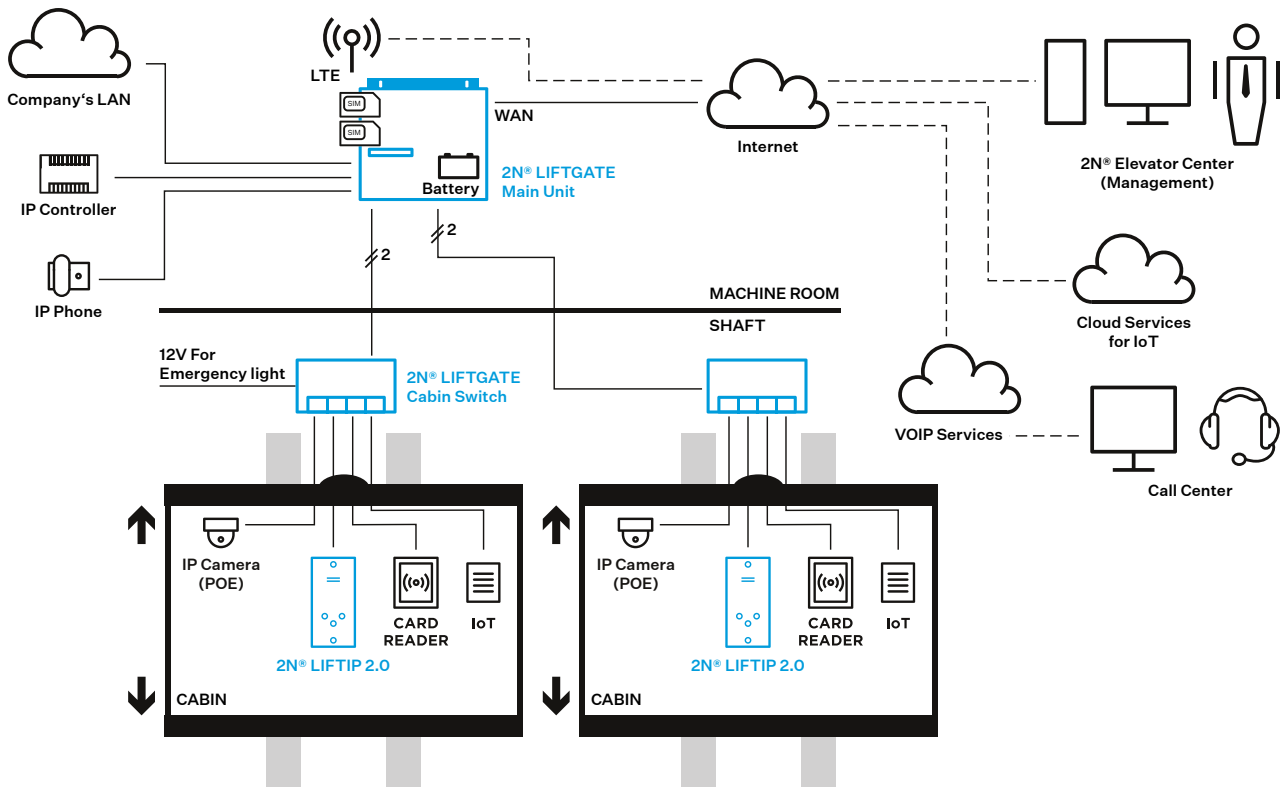 LTE
Company's LAN
SIM
SIM
WAN
Internet
2N® Elevator Center
(Management)
IP Controller
Battery
2N® LIFTGATE
Main Unit
2
2
IP Phone
MACHINE ROOM
SHAFT
Cloud Services
for IoT
12V For
Emergency light
2N® LIFTGATE
Cabin Switch
VOIP Services
Call Center
IP Camera
(POE)
CARD
READER
IoT
2N® LIFTIP 2.0
CABIN
IP Camera
(POE)
CARD
READER
IoT
2N® LIFTIP 2.0
CABIN